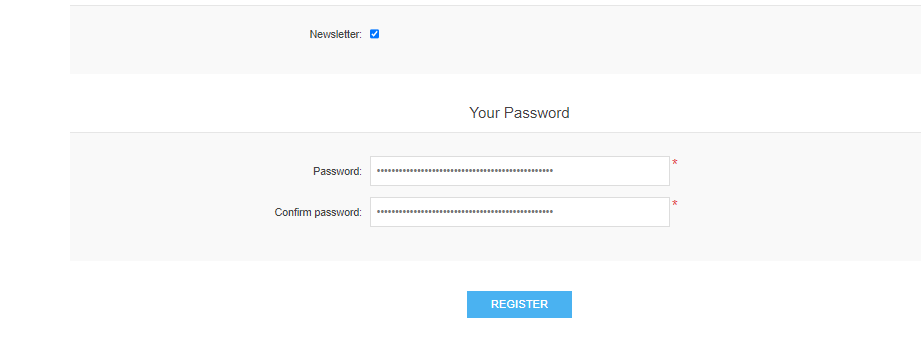 Newsletter:
Your Password
Password: •••••••••••••••••••••••••••••••••••••••••••••••• *
Confirm password: •••••••••••••••••••••••••••••••••••••••••••••••• *
REGISTER